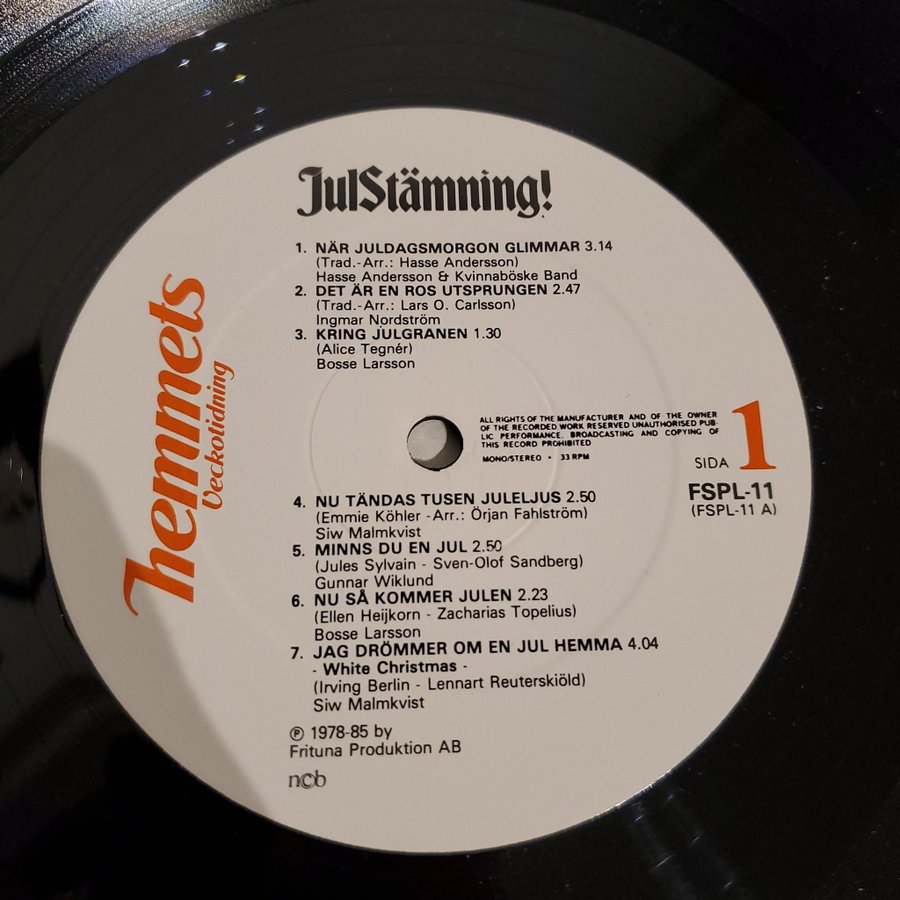 JulStämning!
1. NÄR JULDAGSMORGON GLIMMAR 3.14
(Trad.-Arr.: Hasse Andersson)
Hasse Andersson & Kvinnaböske Band
2. DET ÄR EN ROS UTSPRUNGEN 2.47
(Trad.-Arr.: Lars O. Carlsson)
Ingmar Nordström
3. KRING JULGRANEN 1.30
(Alice Tegnér)
Bosse Larsson
hemmets
Veckotidning
ALL RIGHTS OF THE MANUFACTURER AND OF THE OWNER
OF THE RECORDED WORK RESERVED UNAUTHORISED PUB-
LIC PERFORMANCE, BROADCASTING AND COPYING OF
THIS RECORD PROHIBITED
MONO/STEREO • 33 RPM
SIDA 1
FSPL-11
(FSPL-11 A)
4. NU TÄNDAS TUSEN JULELJUS 2.50
(Emmie Köhler -Arr.: Örjan Fahlström)
Siw Malmkvist
5. MINNS DU EN JUL 2.50
(Jules Sylvain - Sven-Olof Sandberg)
Gunnar Wiklund
6. NU SÅ KOMMER JULEN 2.23
(Ellen Heijkorn - Zacharias Topelius)
Bosse Larsson
7. JAG DRÖMMER OM EN JUL HEMMA 4.04
- White Christmas -
(Irving Berlin - Lennart Reuterskiöld)
Siw Malmkvist
℗ 1978-85 by
Frituna Produktion AB
ncb